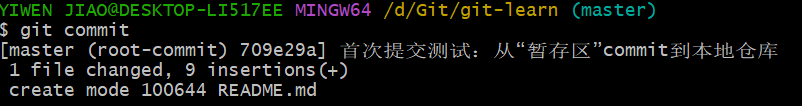 YIWEN JIAO@DESKTOP-LI517EE MINGW64 /d/Git/git-learn (master)
$ git commit
[master (root-commit) 709e29a] 首次提交测试：从“暂存区”commit到本地仓库
 1 file changed, 9 insertions(+)
 create mode 100644 README.md